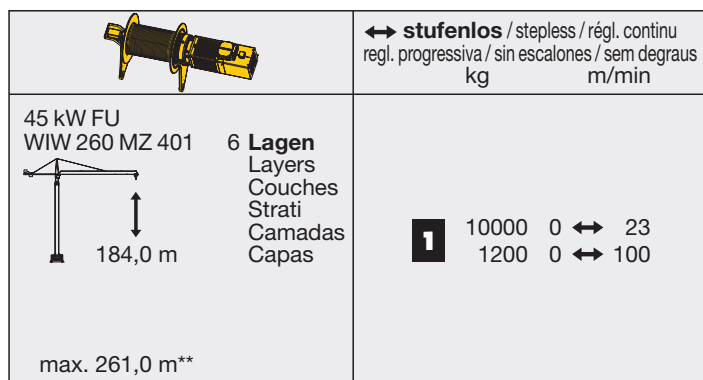 ↔ stufenlos / stepless / régl. continu
regl. progressiva / sin escalones / sem degraus
kg m/min
45 kW FU
WIW 260 MZ 401 6 Lagen
Layers
Couches
Strati
Camadas
184,0 m Capas
1 10000 0 ↔ 23
1200 0 ↔ 100
max. 261,0 m**